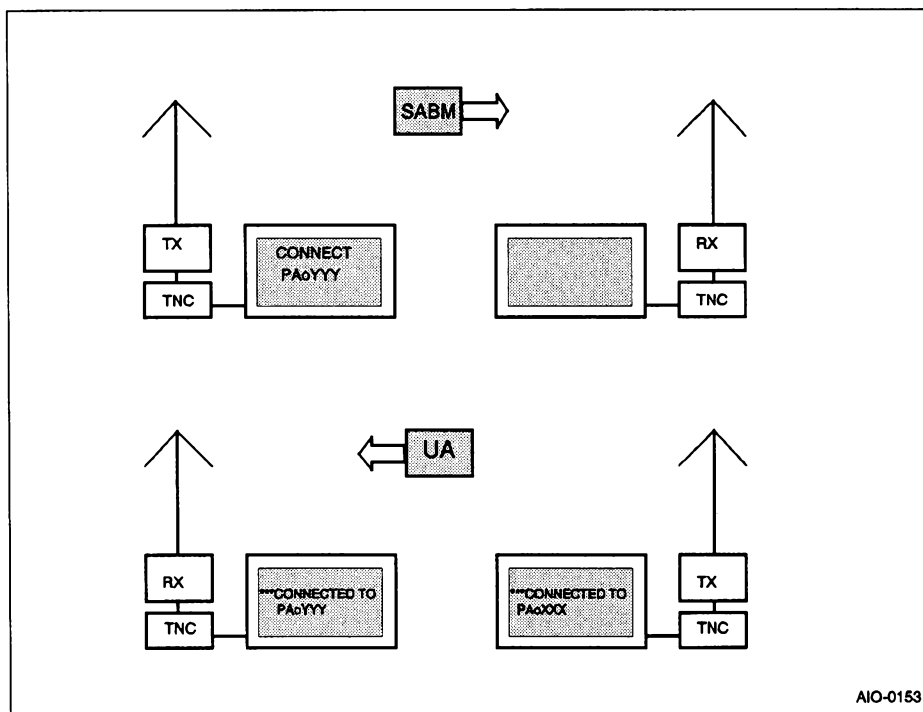 SABM
TX
CONNECT
PAoYYY
RX
TNC
TNC
UA
RX
***CONNECTED TO
PAoYYY
***CONNECTED TO
PAoXXX
TX
TNC
TNC
AIO-0153